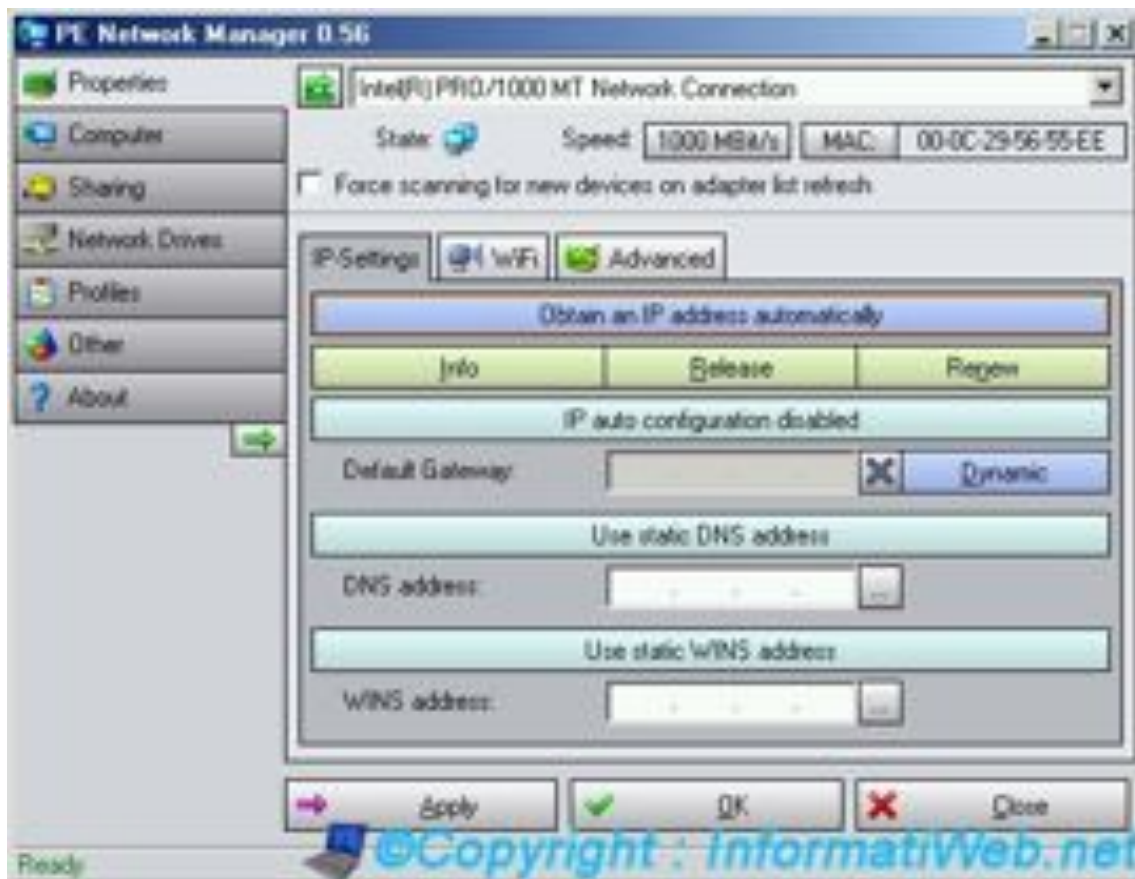 PE Network Manager 0.56
Properties
Computer
Sharing
Network Drives
Profiles
Other
About
Intel(R) PRO/1000 MT Network Connection
State: Speed: 1000 MBit/s MAC: 00-0C-29-56-55-EE
Force scanning for new devices on adapter list refresh
IP-Settings WiFi Advanced
Obtain an IP address automatically
Info Release Renew
IP auto configuration disabled
Default Gateway: Dynamic
Use static DNS address
DNS address: . . . ...
Use static WINS address
WINS address: . . . ...
Apply OK Close
Ready
©Copyright : InformatiWeb.net